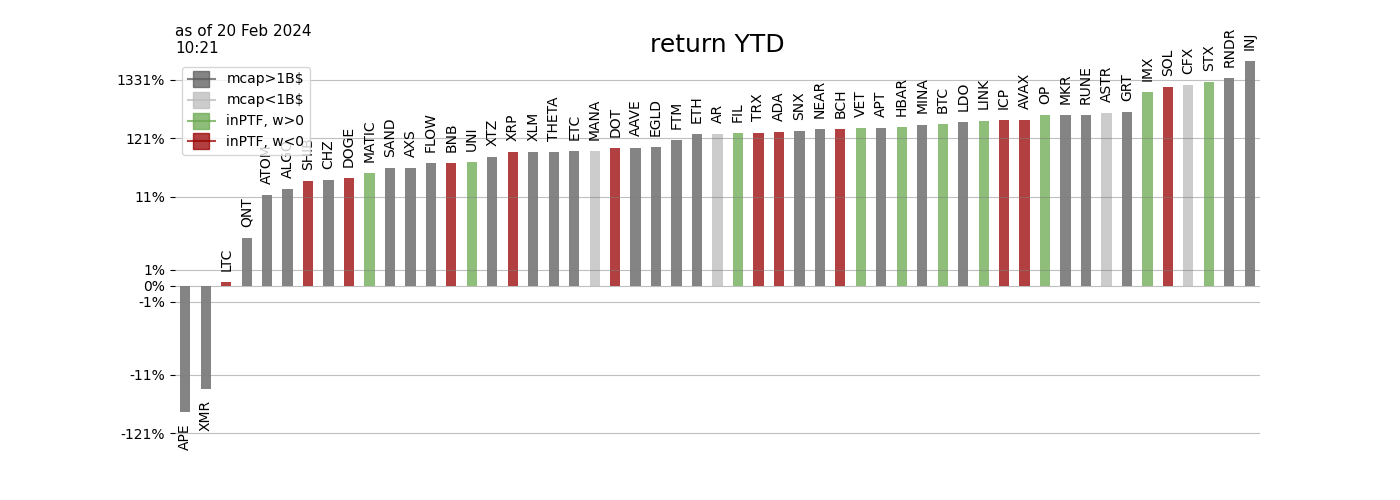 as of 20 Feb 2024
10:21
return YTD
mcap>1B$
mcap<1B$
inPTF, w>0
inPTF, w<0
1331%
121%
11%
1%
0%
-1%
-11%
-121%
APE
XMR
LTC
QNT
ATOM
ALGO
SHIB
CHZ
DOGE
MATIC
SAND
AXS
FLOW
BNB
UNI
XTZ
XRP
XLM
THETA
ETC
MANA
DOT
AAVE
EGLD
FTM
ETH
AR
FIL
TRX
ADA
SNX
NEAR
BCH
VET
APT
HBAR
MINA
BTC
LDO
LINK
ICP
AVAX
OP
MKR
RUNE
ASTR
GRT
IMX
SOL
CFX
STX
RNDR
INJ